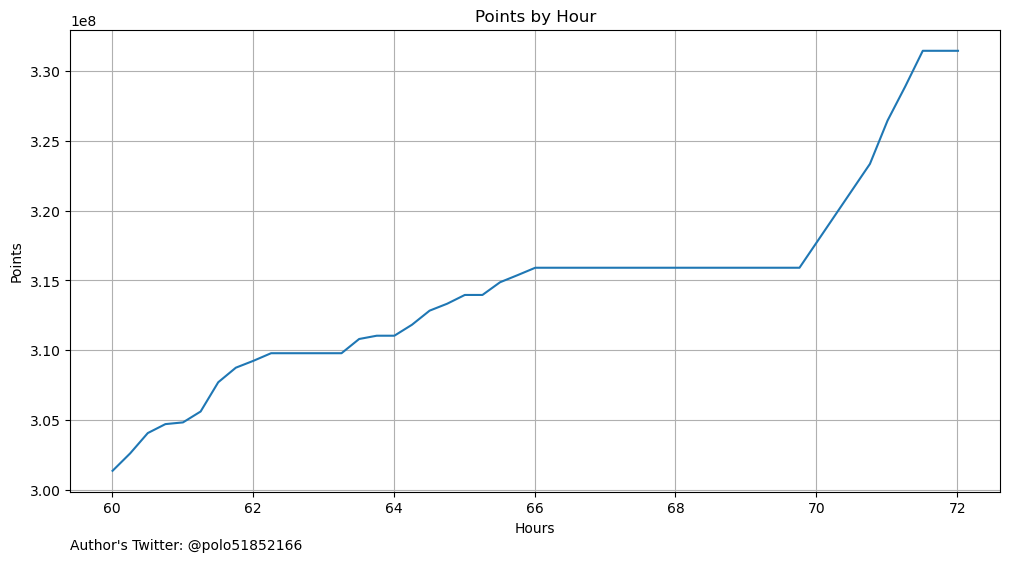 Points by Hour
1e8
3.30
3.25
3.20
3.15
3.10
3.05
3.00
Points
60 62 64 66 68 70 72
Hours
Author's Twitter: @polo51852166